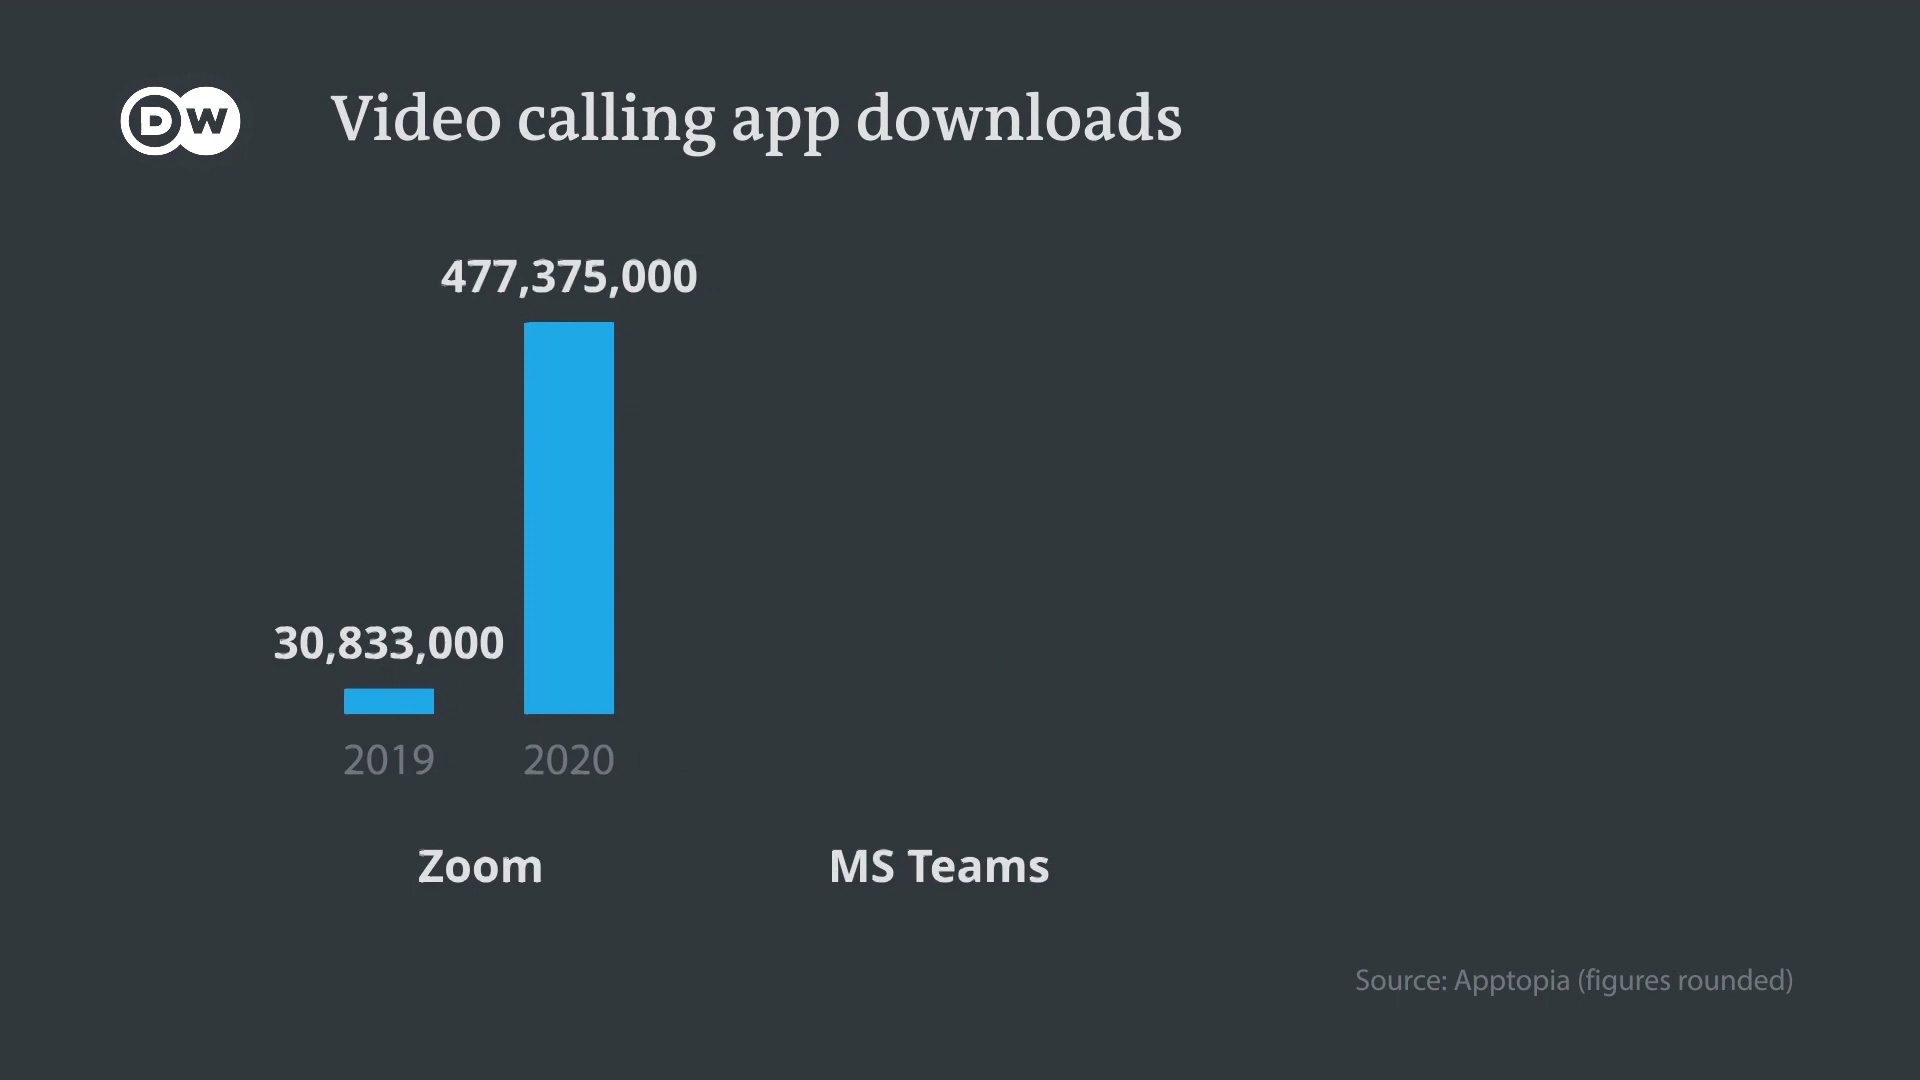 DW
Video calling app downloads
477,375,000
30,833,000
2019 2020
Zoom MS Teams
Source: Apptopia (figures rounded)